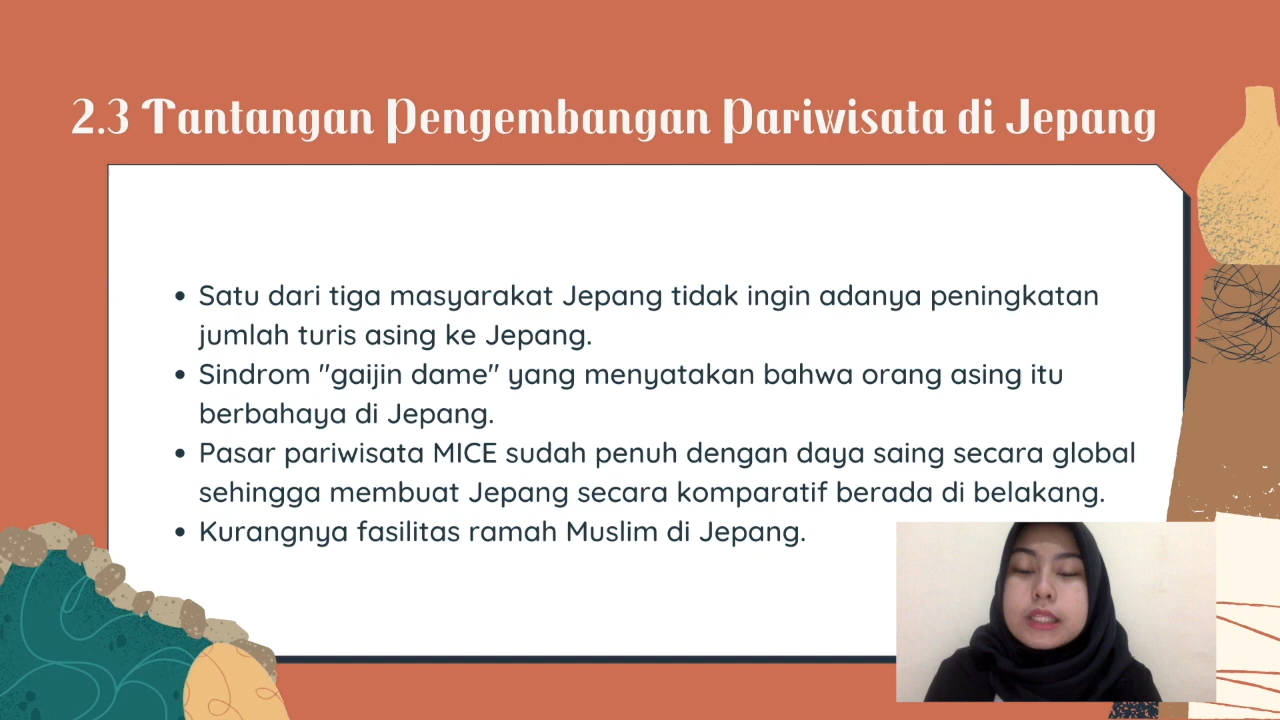 2.3 Tantangan Pengembangan Pariwisata di Jepang
• Satu dari tiga masyarakat Jepang tidak ingin adanya peningkatan
jumlah turis asing ke Jepang.
• Sindrom "gaijin dame" yang menyatakan bahwa orang asing itu
berbahaya di Jepang.
• Pasar pariwisata MICE sudah penuh dengan daya saing secara global
sehingga membuat Jepang secara komparatif berada di belakang.
• Kurangnya fasilitas ramah Muslim di Jepang.